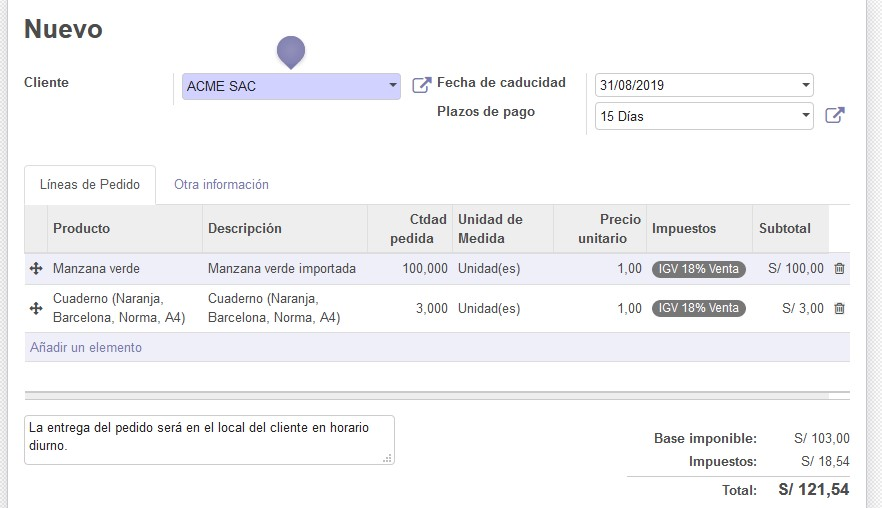 Nuevo
Cliente ACME SAC Fecha de caducidad 31/08/2019
Plazos de pago 15 Días
Líneas de Pedido Otra información
Producto Descripción Ctdad pedida Unidad de Medida Precio unitario Impuestos Subtotal
Manzana verde Manzana verde importada 100,000 Unidad(es) 1,00 IGV 18% Venta S/ 100,00
Cuaderno (Naranja, Barcelona, Norma, A4) Cuaderno (Naranja, Barcelona, Norma, A4) 3,000 Unidad(es) 1,00 IGV 18% Venta S/ 3,00
Añadir un elemento
La entrega del pedido será en el local del cliente en horario
diurno.
Base imponible: S/ 103,00
Impuestos: S/ 18,54
Total: S/ 121,54